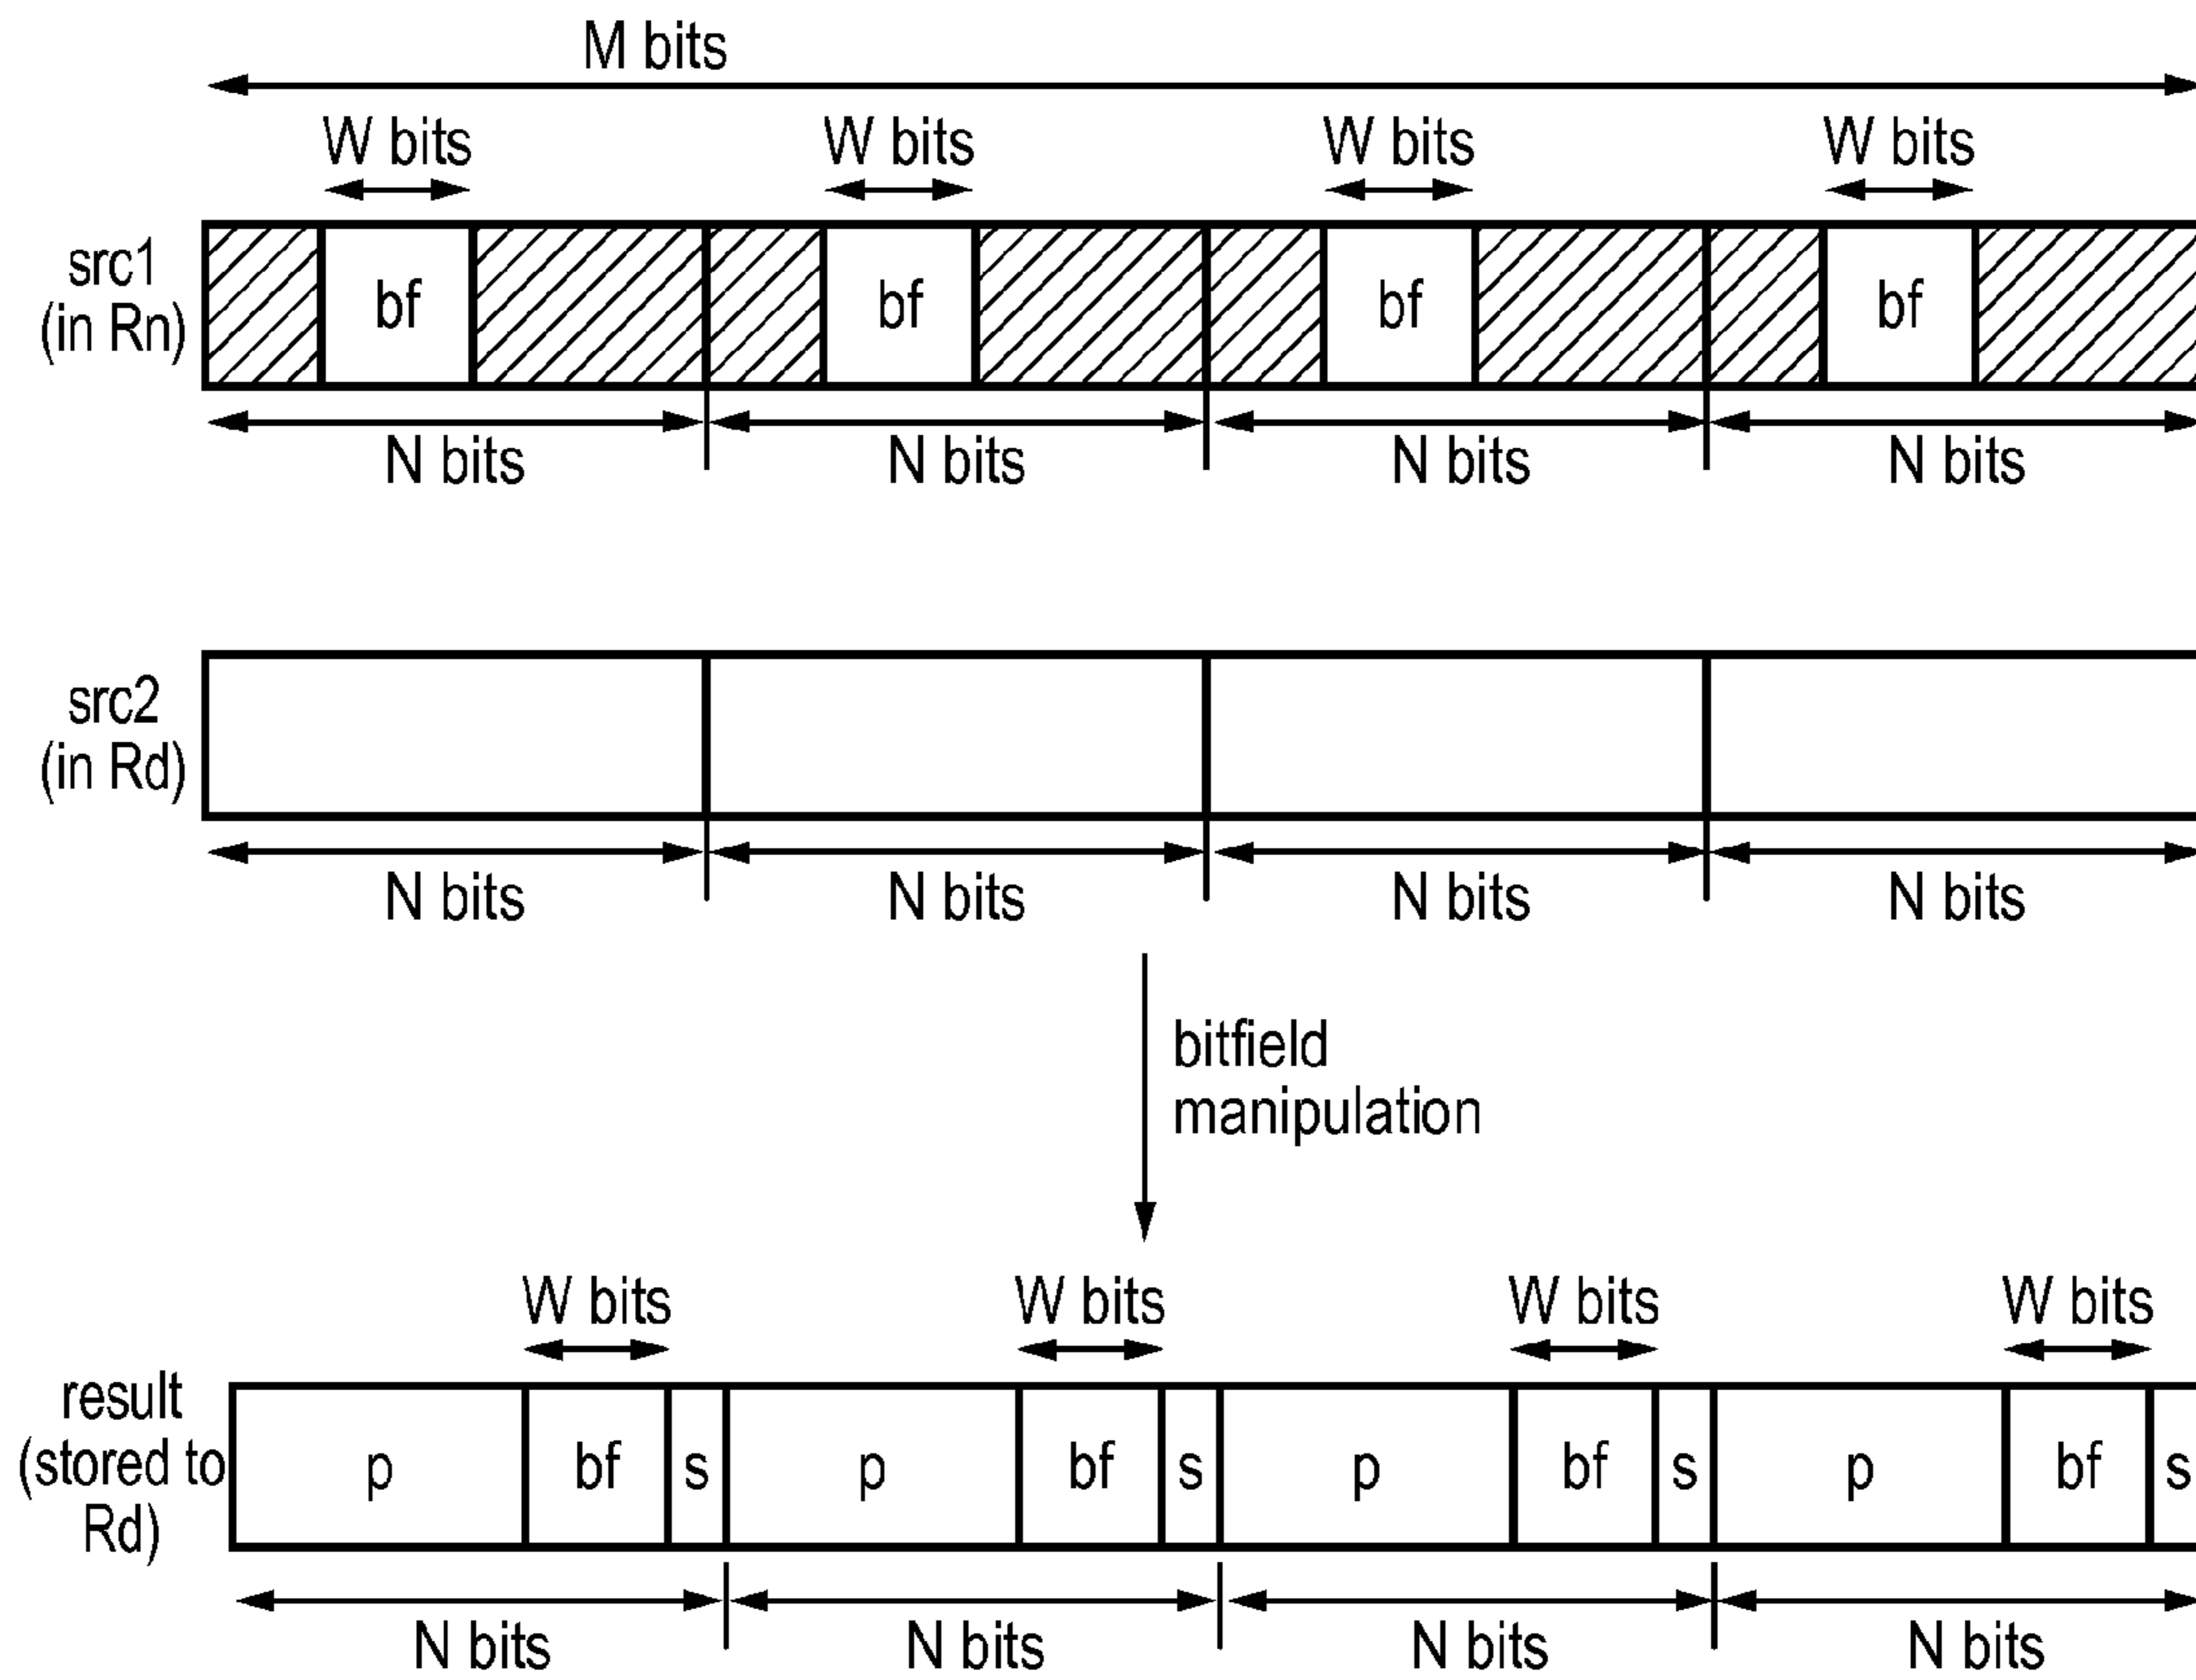 M bits
W bits W bits W bits W bits
src1
(in Rn)
bf bf bf bf
N bits N bits N bits N bits
src2
(in Rd)
N bits N bits N bits N bits
bitfield
manipulation
W bits W bits W bits W bits
result
(stored to
Rd)
p bf s p bf s p bf s p bf s
N bits N bits N bits N bits